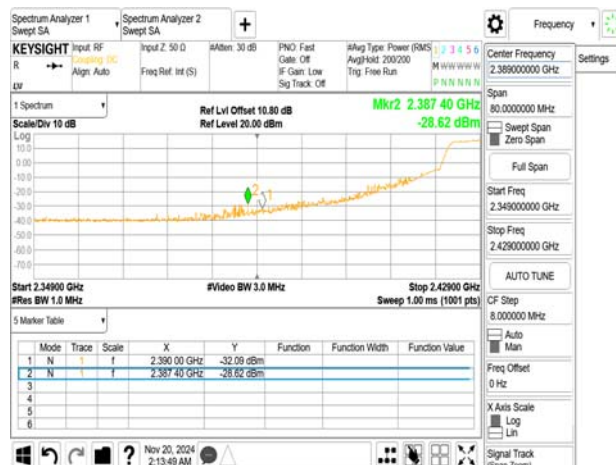 Spectrum Analyzer 1
Swept SA
Spectrum Analyzer 2
Swept SA
+
Frequency
Settings
KEYSIGHT
R
Input: RF
Coupling: DC
Align: Auto
Input Z: 50 Ω
Freq Ref: Int (S)
#Atten: 30 dB
PNO: Fast
Gate: Off
IF Gain: Low
Sig Track: Off
#Avg Type: Power (RMS
Avg|Hold: 200/200
Trig: Free Run
1 2 3 4 5 6
M W W W W W
P N N N N N
1 Spectrum
Scale/Div 10 dB
Ref Lvl Offset 10.80 dB
Ref Level 20.00 dBm
Mkr2 2.387 40 GHz
-28.62 dBm
Log
10.0
0.00
-10.0
-20.0
-30.0
-40.0
-50.0
-60.0
-70.0
2
1
Start 2.34900 GHz
#Res BW 1.0 MHz
#Video BW 3.0 MHz
Stop 2.42900 GHz
Sweep 1.00 ms (1001 pts)
5 Marker Table
Mode Trace Scale X Y Function Function Width Function Value
1 N 1 f 2.390 00 GHz -32.09 dBm
2 N 1 f 2.387 40 GHz -28.62 dBm
3
4
5
6
Center Frequency
2.389000000 GHz
Span
80.0000000 MHz
Swept Span
Zero Span
Full Span
Start Freq
2.349000000 GHz
Stop Freq
2.429000000 GHz
AUTO TUNE
CF Step
8.000000 MHz
Auto
Man
Freq Offset
0 Hz
X Axis Scale
Log
Lin
Signal Track
(Span Zoom)
?
Nov 20, 2024
2:13:49 AM